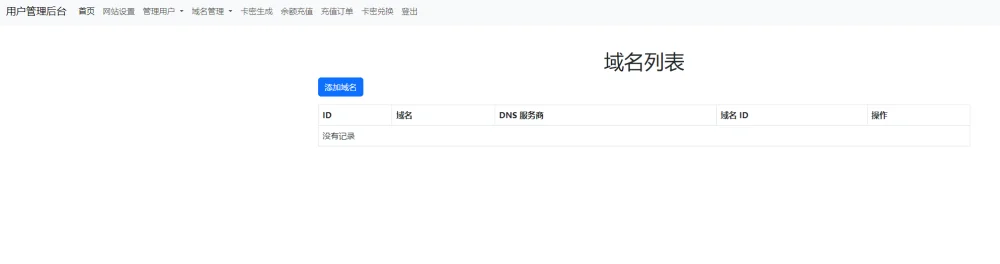 用户管理后台 首页 网站设置 管理用户 域名管理 卡密生成 余额充值 充值订单 卡密兑换 登出
域名列表
添加域名
ID 域名 DNS 服务商 域名 ID 操作
没有记录